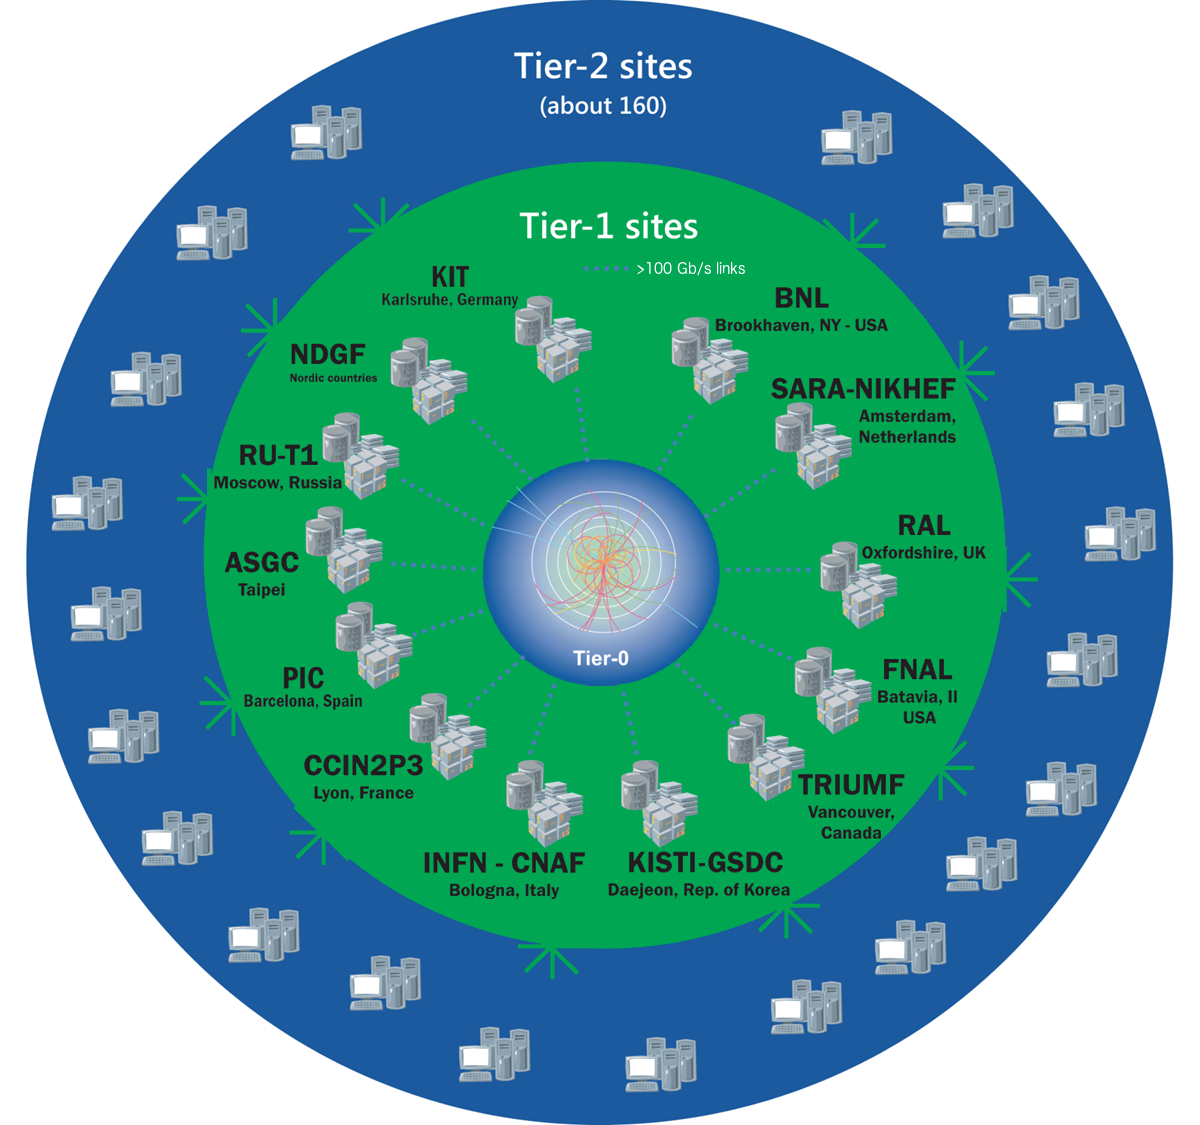 Tier-2 sites
(about 160)
Tier-1 sites
>100 Gb/s links
KIT
Karlsruhe, Germany
BNL
Brookhaven, NY - USA
NDGF
Nordic countries
SARA-NIKHEF
Amsterdam,
Netherlands
RU-T1
Moscow, Russia
RAL
Oxfordshire, UK
ASGC
Taipei
PIC
Barcelona, Spain
Tier-0
FNAL
Batavia, Il
USA
CCIN2P3
Lyon, France
TRIUMF
Vancouver,
Canada
INFN - CNAF
Bologna, Italy
KISTI-GSDC
Daejeon, Rep. of Korea